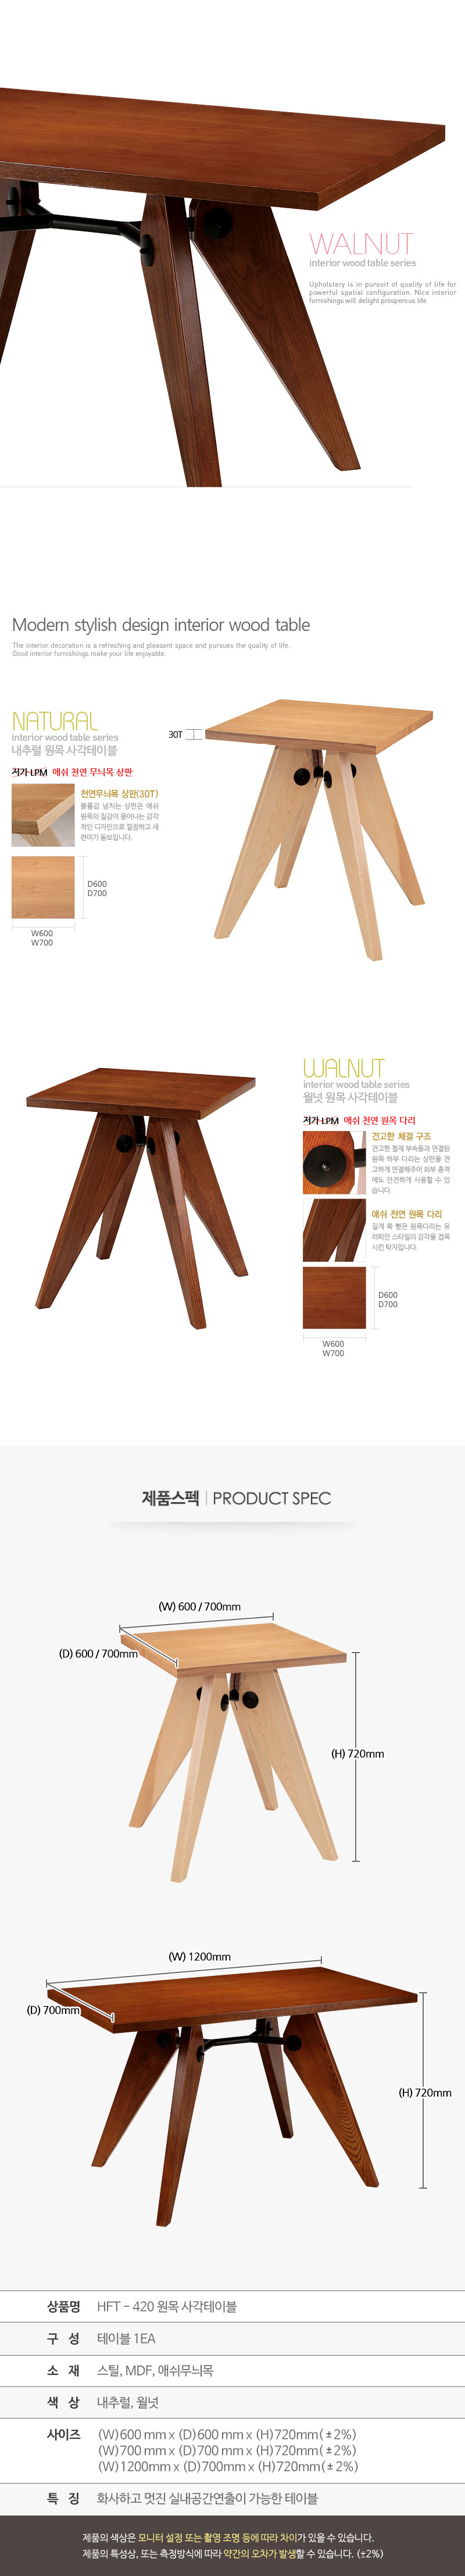 WALNUT
interior wood table series
Upholstery is in pursuit of quality of life for
powerful spatial configuration. Nice interior
furnishings will delight prosperous life
Modern stylish design interior wood table
The interior decoration is a refreshing and pleasant space and pursues the quality of life.
Good interior furnishings make your life enjoyable.
NATURAL
interior wood table series
내추럴 원목 사각테이블
저가 LPM 애쉬 천연 무늬목 상판
천연무늬목 상판(30T)
볼륨감 넘치는 상판은 애쉬
원목의 질감이 묻어나는 감각
적인 디자인으로 깔끔하고 세
련미가 돋보입니다.
D600
D700
W600
W700
30T
WALNUT
interior wood table series
월넛 원목 사각테이블
저가 LPM 애쉬 천연 원목 다리
견고한 체결 구조
견고한 철재 부속품과 연결된
원목 하부 다리는 상판을 견
고하게 연결해주어 외부 충격
에도 안전하게 사용할 수 있
습니다.
애쉬 천연 원목 다리
길게 쭉 뻗은 원목다리는 유
러피안 스타일의 감각을 접목
시킨 탁자입니다.
D600
D700
W600
W700
제품스펙 | PRODUCT SPEC
(W) 600 / 700mm
(D) 600 / 700mm
(H) 720mm
(W) 1200mm
(D) 700mm
(H) 720mm
상품명 HFT - 420 원목 사각테이블
구 성 테이블 1EA
소 재 스틸, MDF, 애쉬무늬목
색 상 내추럴, 월넛
사이즈 (W)600 mm x (D)600 mm x (H)720mm(±2%)
(W)700 mm x (D)700 mm x (H)720mm(±2%)
(W)1200mm x (D)700mm x (H)720mm(±2%)
특 징 화사하고 멋진 실내공간연출이 가능한 테이블
제품의 색상은 모니터 설정 또는 촬영 조명 등에 따라 차이가 있을 수 있습니다.
제품의 특성상, 또는 측정방식에 따라 약간의 오차가 발생할 수 있습니다. (±2%)